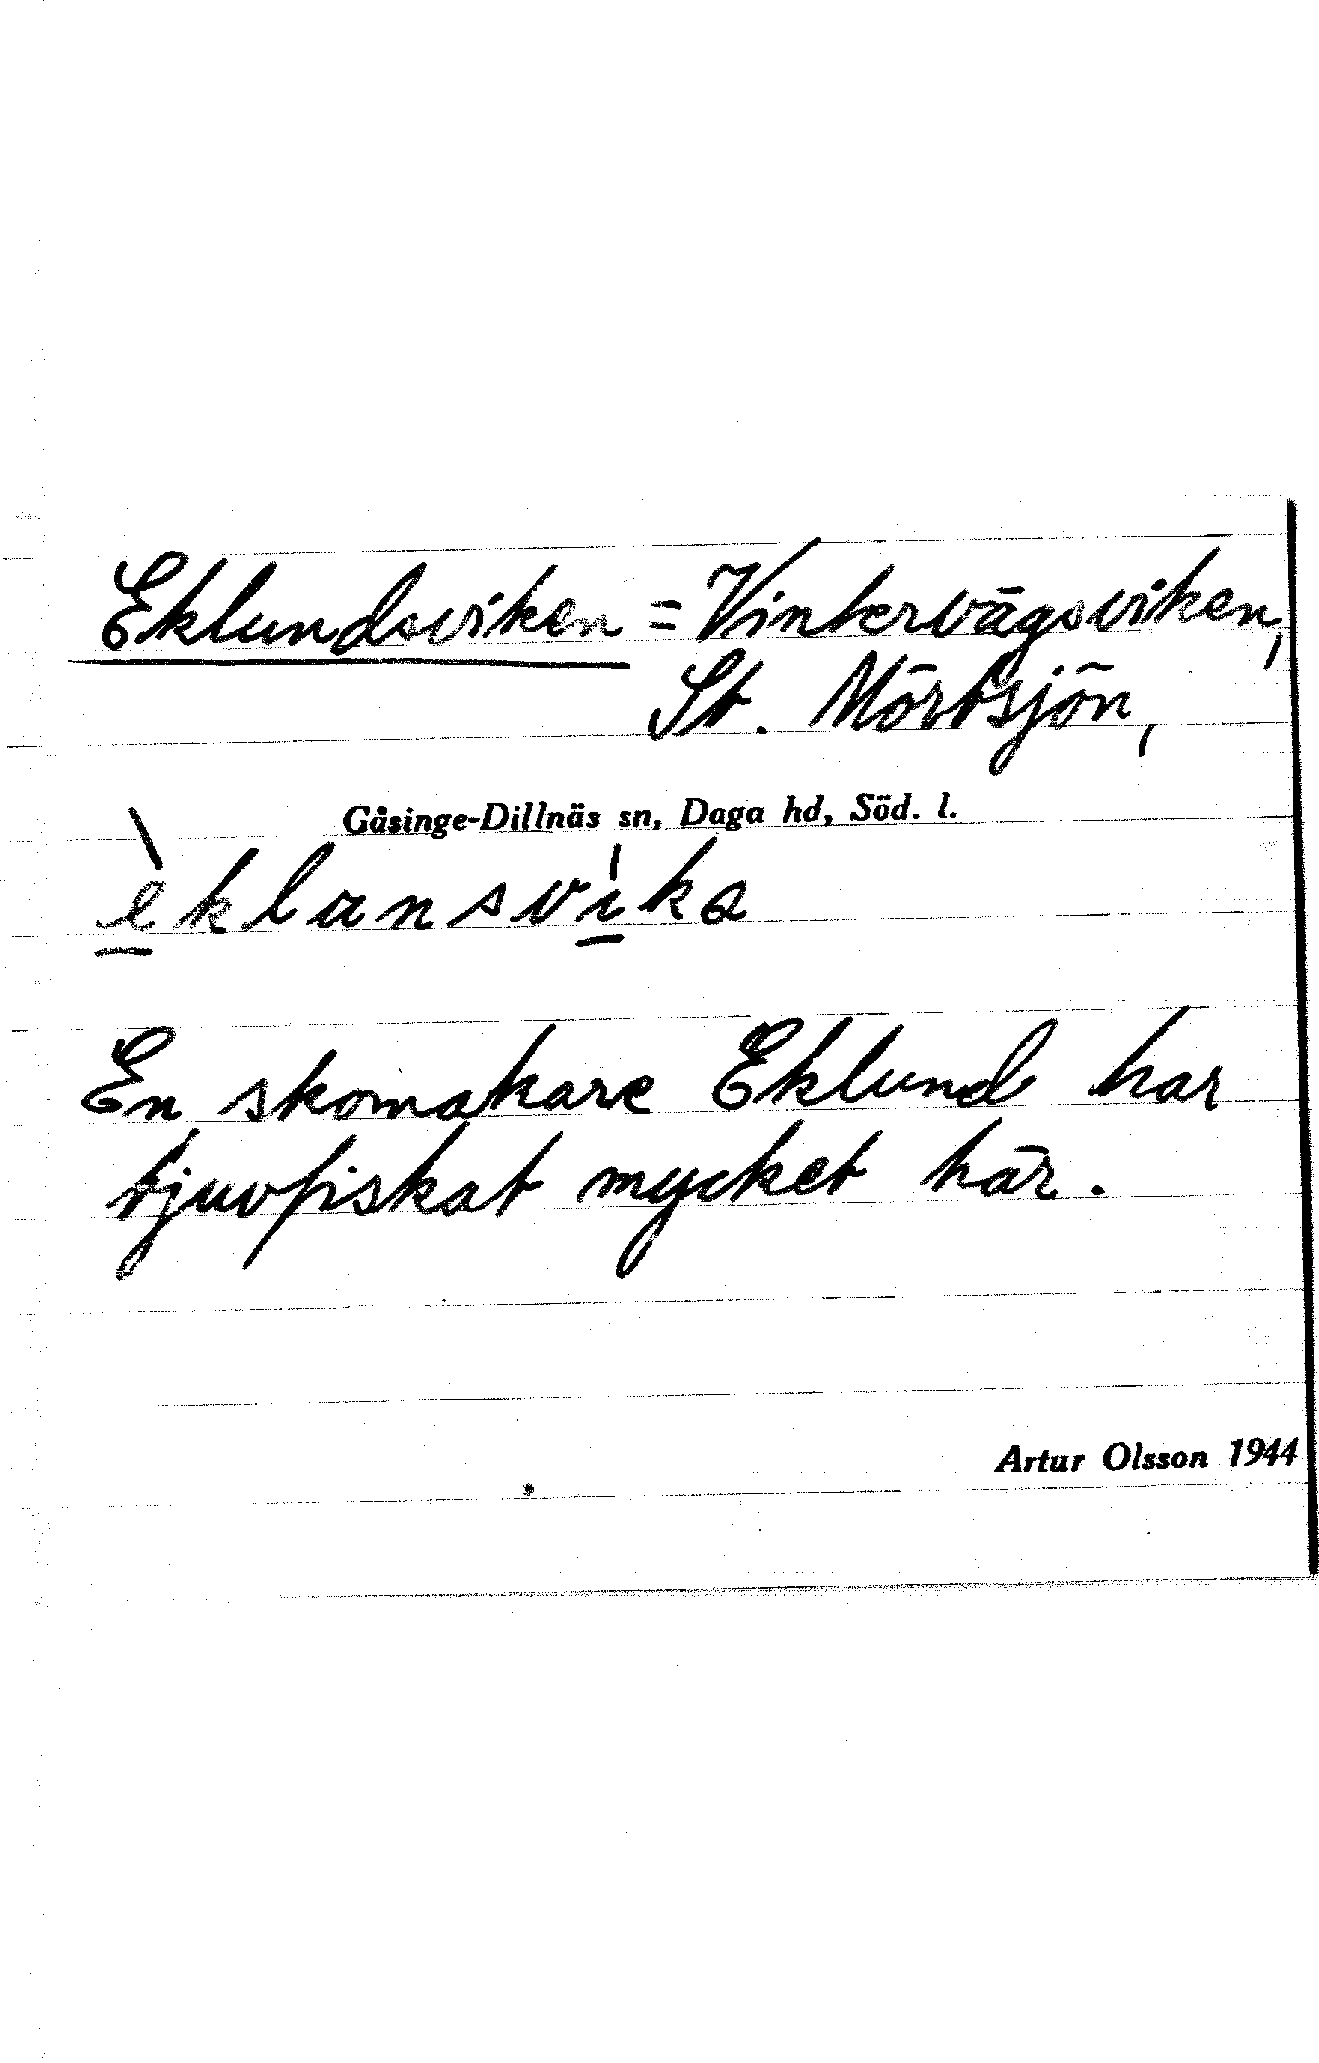 Eklundsviken = Vintervägsviken,
St. Mörtsjön,
Gåsinge-Dillnäs sn, Daga hd, Söd. l.
èklansvika
En skomakare Eklund har
tjuvfiskat mycket här.
Artur Olsson 1944